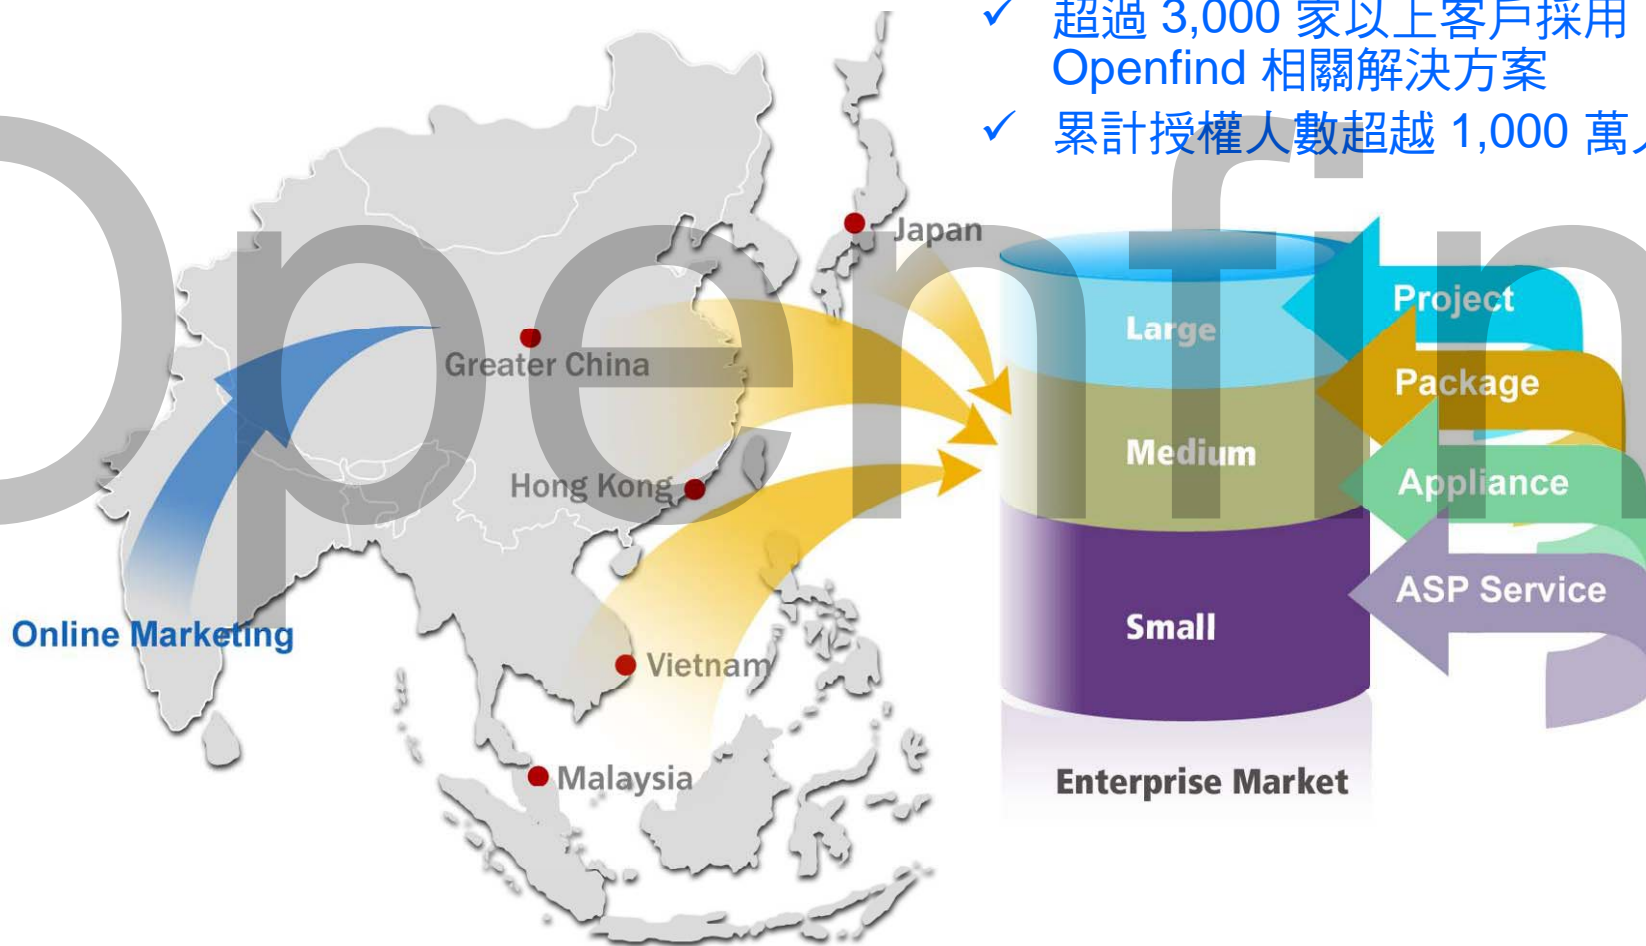 超過 3,000 家以上客戶採用
Openfind 相關解決方案
累計授權人數超越 1,000 萬人
Openfin
Japan
Greater China
Hong Kong
Online Marketing
Vietnam
Malaysia
Large
Medium
Small
Enterprise Market
Project
Package
Appliance
ASP Service